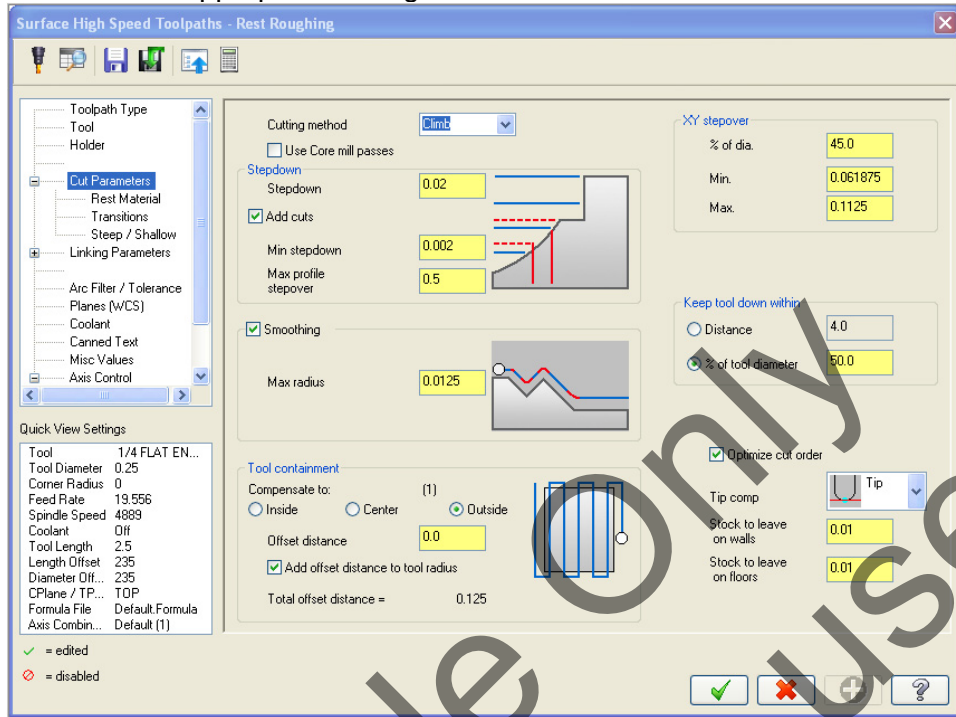 Surface High Speed Toolpaths - Rest Roughing
Toolpath Type
Tool
Holder
Cut Parameters
Rest Material
Transitions
Steep / Shallow
Linking Parameters
Arc Filter / Tolerance
Planes (WCS)
Coolant
Canned Text
Misc Values
Axis Control
Quick View Settings
Tool 1/4 FLAT EN...
Tool Diameter 0.25
Corner Radius 0
Feed Rate 19.556
Spindle Speed 4889
Coolant Off
Tool Length 2.5
Length Offset 235
Diameter Off... 235
CPlane / TP... TOP
Formula File Default.Formula
Axis Combin... Default (1)
= edited
= disabled
Cutting method Climb
Use Core mill passes
Stepdown
Stepdown 0.02
Add cuts
Min stepdown 0.002
Max profile
stepover 0.5
Smoothing
Max radius 0.0125
Tool containment
Compensate to: (1)
Inside Center Outside
Offset distance 0.0
Add offset distance to tool radius
Total offset distance = 0.125
XY stepover
% of dia. 45.0
Min. 0.061875
Max. 0.1125
Keep tool down within
Distance 4.0
% of tool diameter 50.0
Optimize cut order
Tip comp Tip
Stock to leave
on walls 0.01
Stock to leave
on floors 0.01
Only